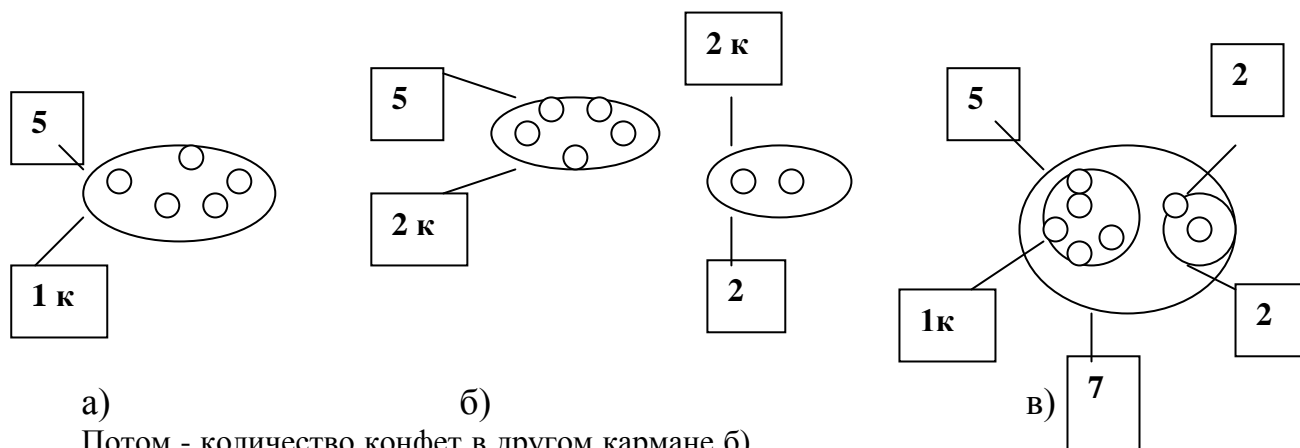 2 к
2
5
5
5
2 к
1 к
2
1к
2
7
а)
б)
в)
Потом - количество конфет в другом кармане б)